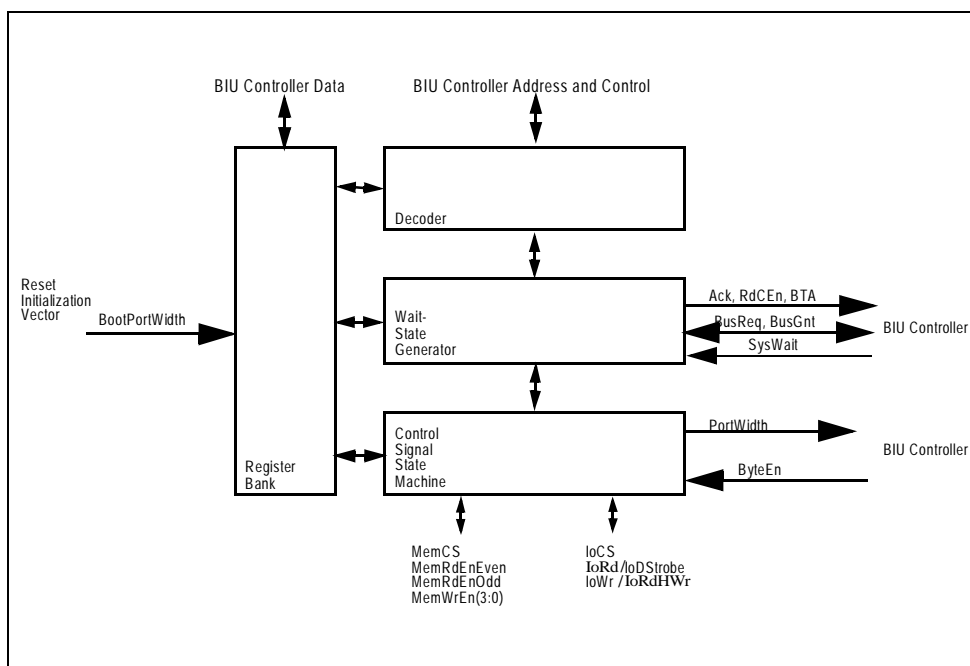 BIU Controller Data
BIU Controller Address and Control
Decoder
Reset
Initialization
Vector
BootPortWidth
Wait-
State
Generator
Ack, RdCEn, BTA
BusReq, BusGnt
SysWait
BIU Controller
Register
Bank
Control
Signal
State
Machine
PortWidth
ByteEn
BIU Controller
MemCS
MemRdEnEven
MemRdEnOdd
MemWrEn(3:0)
IoCS
IoRd/IoDStrobe
IoWr /IoRdHWr